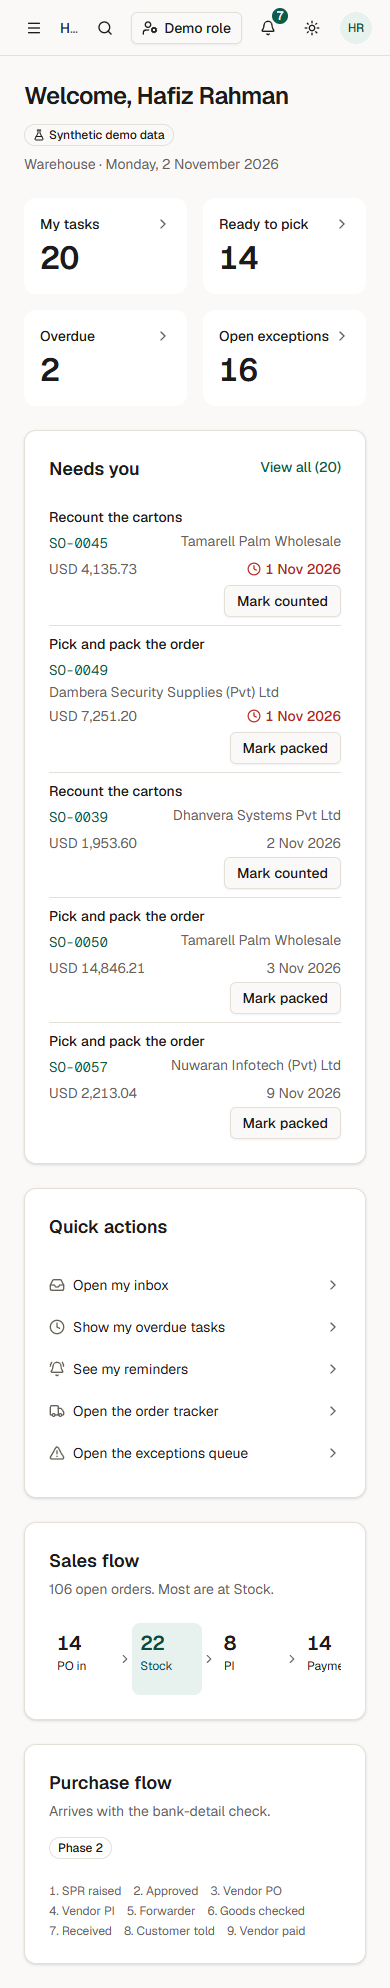 H...
Demo role
7
HR
Welcome, Hafiz Rahman
Synthetic demo data
Warehouse · Monday, 2 November 2026
My tasks
20
Ready to pick
14
Overdue
2
Open exceptions
16
Needs you
View all (20)
Recount the cartons
SO-0045 Tamarell Palm Wholesale
USD 4,135.73 1 Nov 2026
Mark counted
Pick and pack the order
SO-0049
Dambera Security Supplies (Pvt) Ltd
USD 7,251.20 1 Nov 2026
Mark packed
Recount the cartons
SO-0039 Dhanvera Systems Pvt Ltd
USD 1,953.60 2 Nov 2026
Mark counted
Pick and pack the order
SO-0050 Tamarell Palm Wholesale
USD 14,846.21 3 Nov 2026
Mark packed
Pick and pack the order
SO-0057 Nuwaran Infotech (Pvt) Ltd
USD 2,213.04 9 Nov 2026
Mark packed
Quick actions
Open my inbox
Show my overdue tasks
See my reminders
Open the order tracker
Open the exceptions queue
Sales flow
106 open orders. Most are at Stock.
14 22 8 14
PO in Stock PI Payme
Purchase flow
Arrives with the bank-detail check.
Phase 2
1. SPR raised 2. Approved 3. Vendor PO
4. Vendor PI 5. Forwarder 6. Goods checked
7. Received 8. Customer told 9. Vendor paid